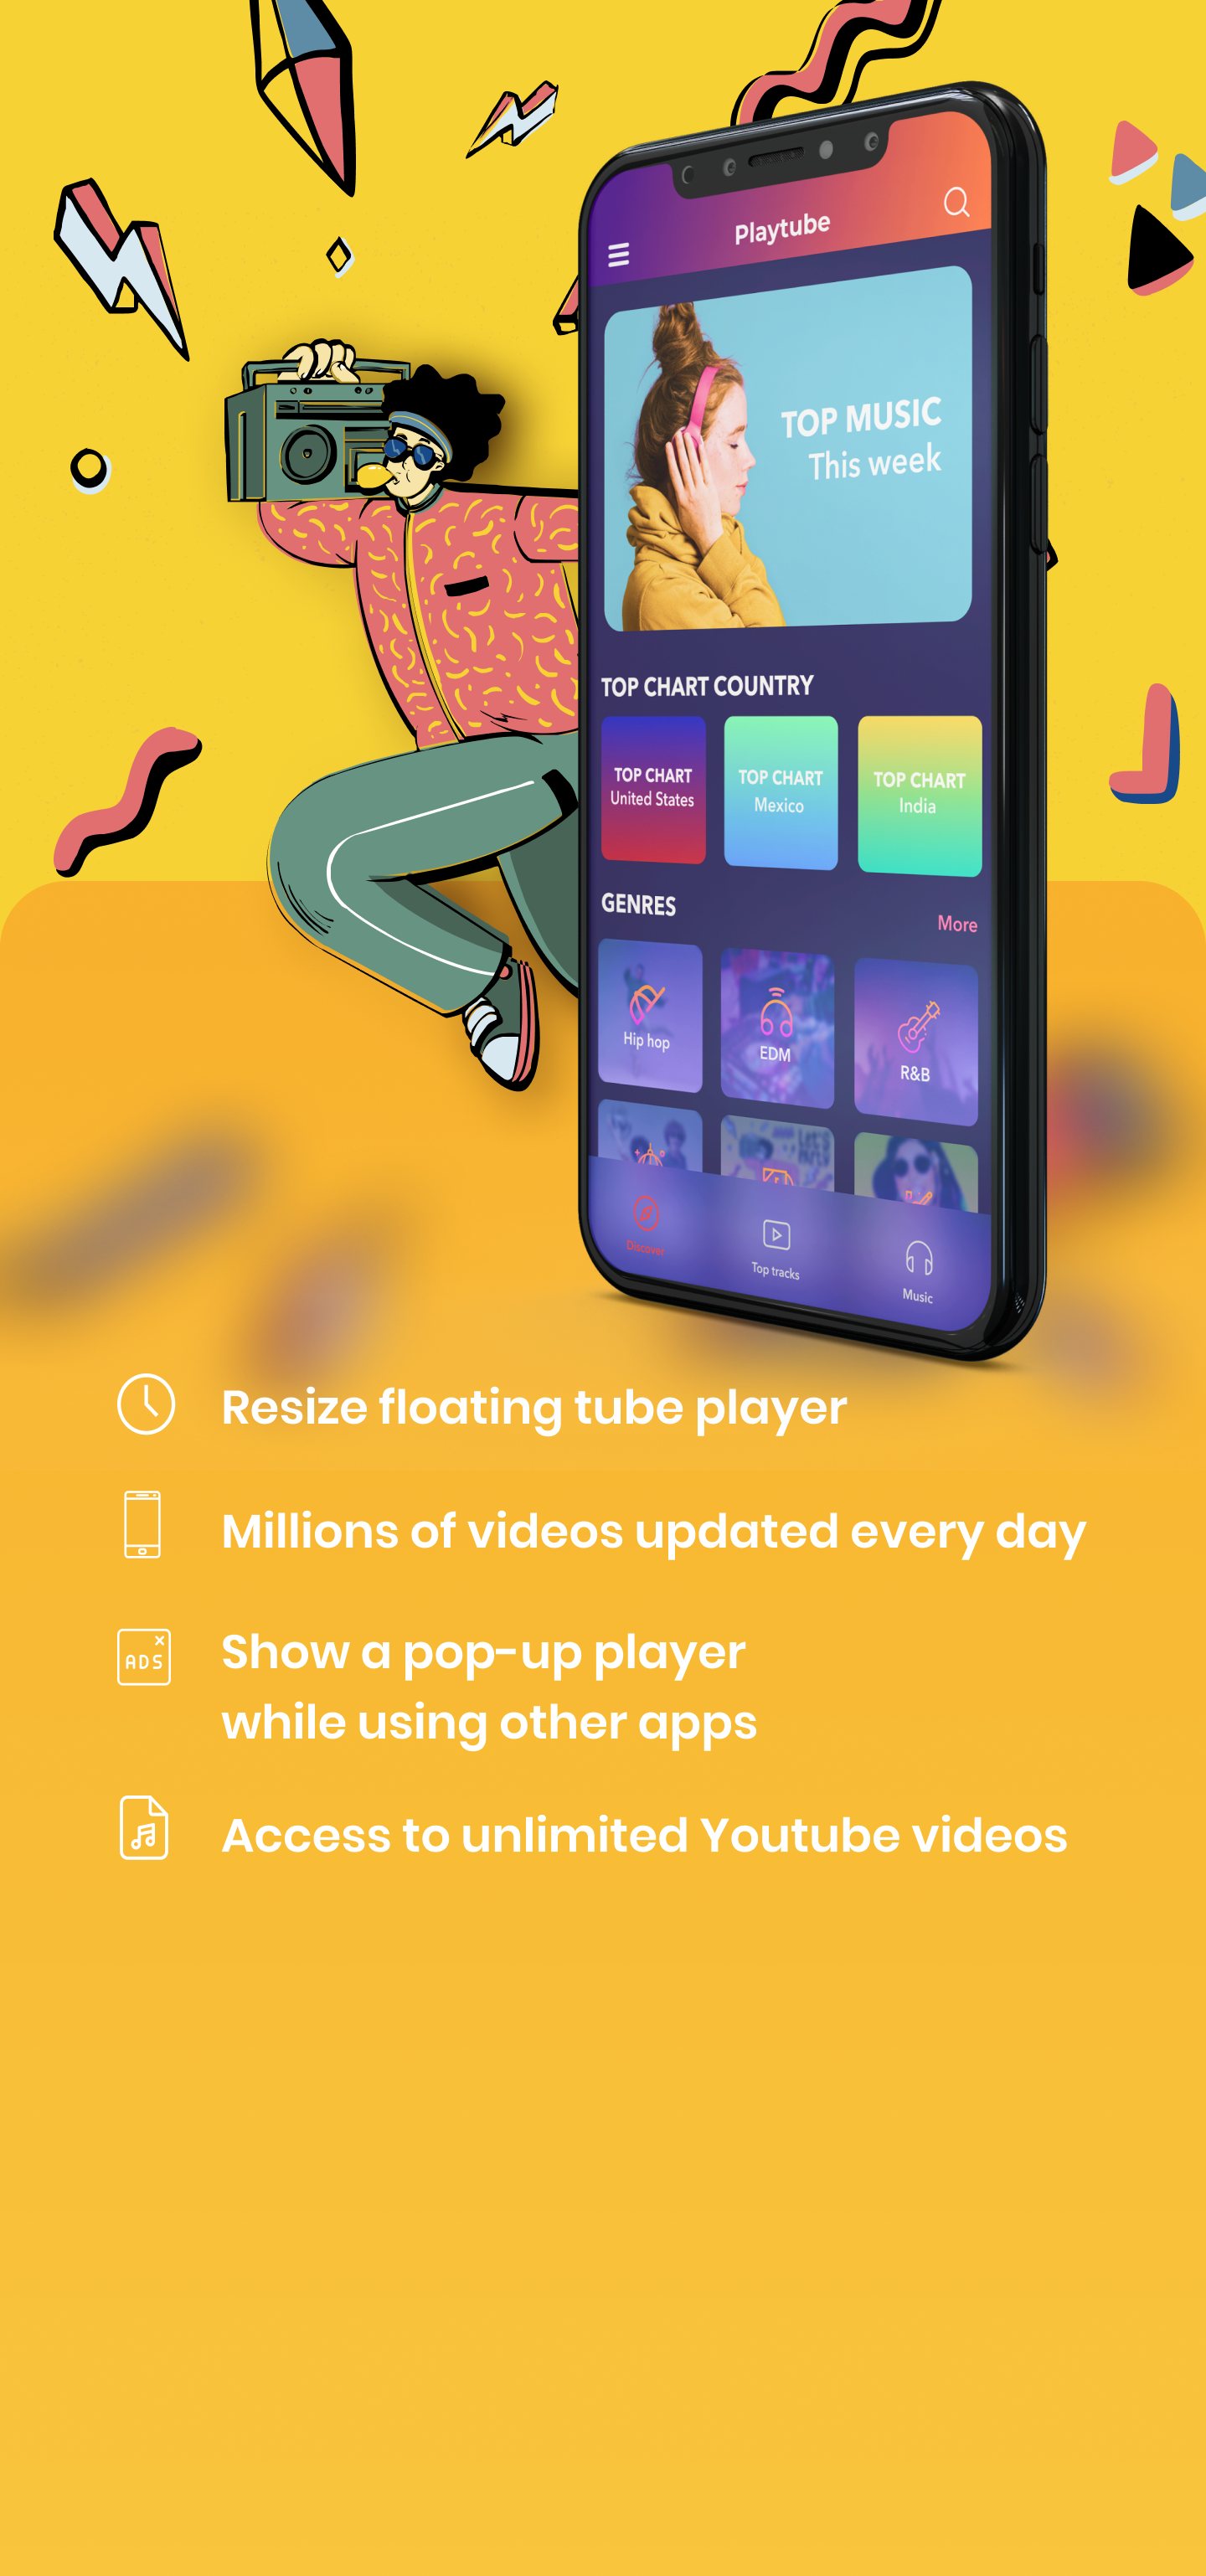 Playtube
TOP MUSIC
This week
TOP CHART COUNTRY
TOP CHART
United States
TOP CHART
Mexico
TOP CHART
India
GENRES
More
Hip hop
EDM
R&B
Discover
Top tracks
Music
Resize floating tube player
Millions of videos updated every day
ADS
Show a pop-up player
while using other apps
Access to unlimited Youtube videos